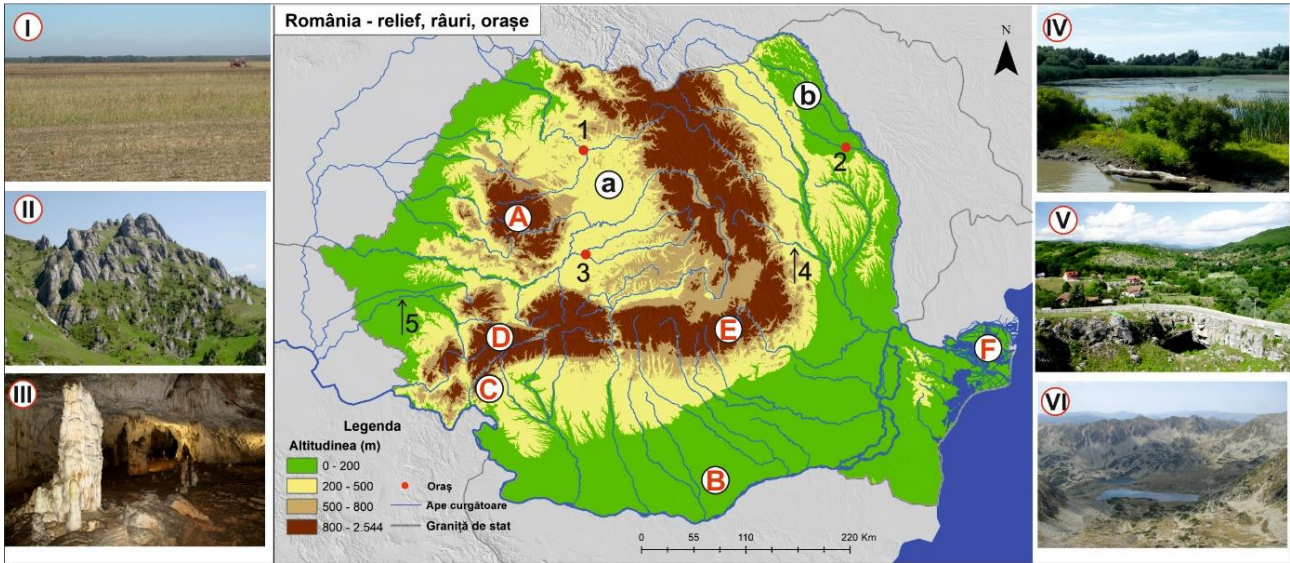 I
II
III
România - relief, râuri, orașe
N
b
1
2
a
A
3
4
5
E
D
F
C
B
Legenda
Altitudinea (m)
0 - 200
200 - 500
500 - 800
800 - 2.544
Oraș
Ape curgătoare
Graniță de stat
0 55 110 220 Km
IV
V
VI